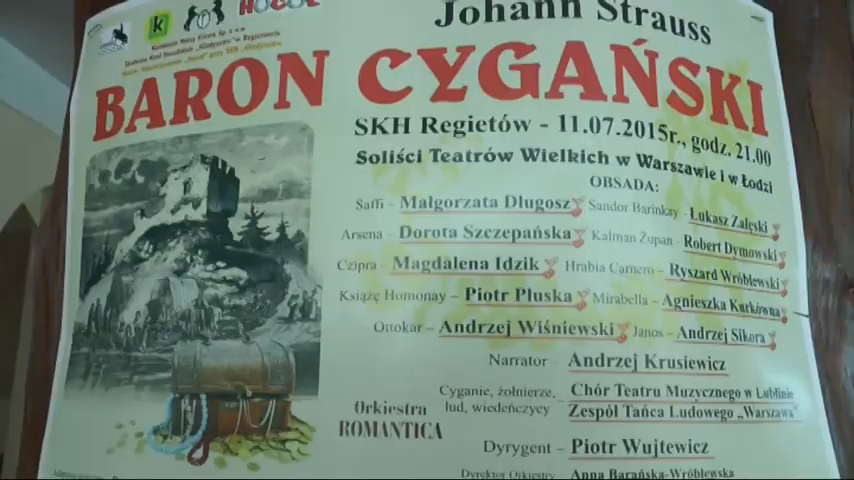 HUCUŁ
Johann Strauss
BARON CYGAŃSKI
SKH Regietów - 11.07.2015r., godz. 21.00
Soliści Teatrów Wielkich w Warszawie i w Łodzi
OBSADA:
Saffi – Małgorzata Długosz Sandor Barinkay – Łukasz Załęski
Arsena – Dorota Szczepańska Kalman Żupan – Robert Dymowski
Czipra – Magdalena Idzik Hrabia Carnero – Ryszard Wróblewski
Książę Homonay – Piotr Płuska Mirabella – Agnieszka Kurkówna
Ottokar – Andrzej Wiśniewski Janos – Andrzej Sikora
Narrator – Andrzej Krusiewicz
Cyganie, żołnierze, lud, wiedeńczycy – Chór Teatru Muzycznego w Lublinie
Zespół Tańca Ludowego „Warszawa”
Orkiestra
ROMANTICA
Dyrygent – Piotr Wujtewicz
Dyrektor Orkiestry Anna Barańska-Wróblewska